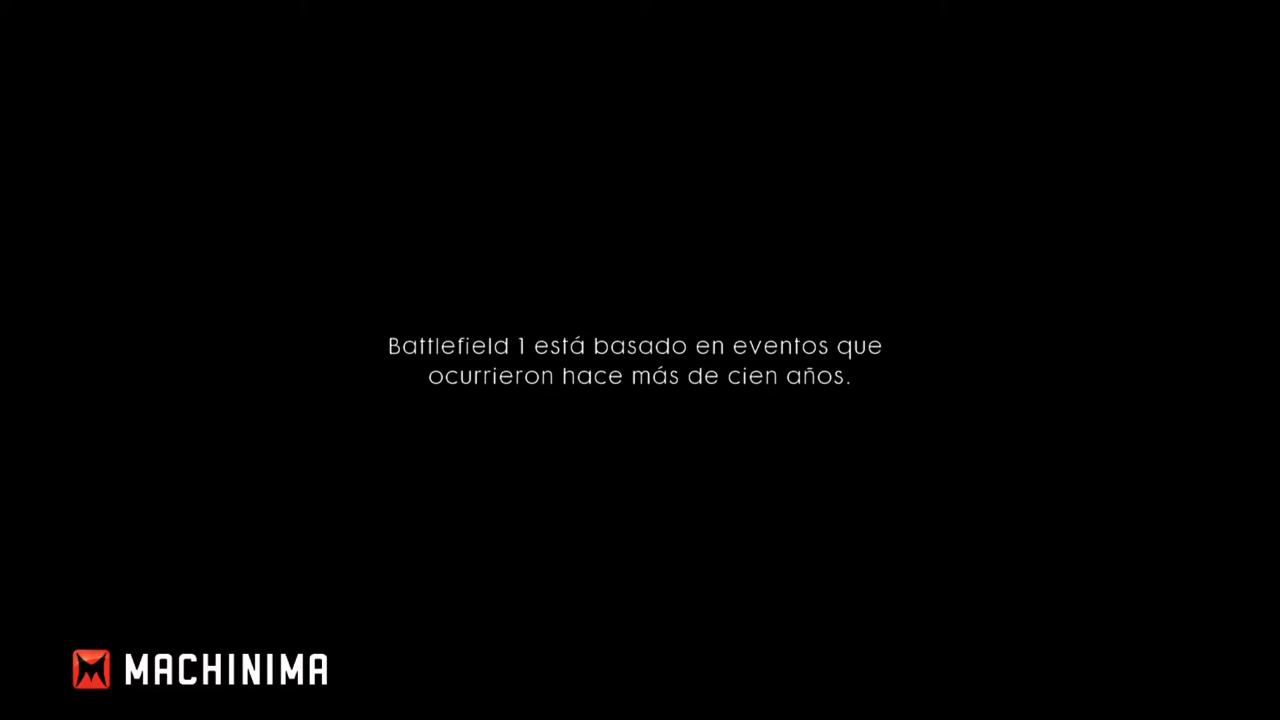 Battlefield 1 está basado en eventos que
ocurrieron hace más de cien años.
MACHINIMA